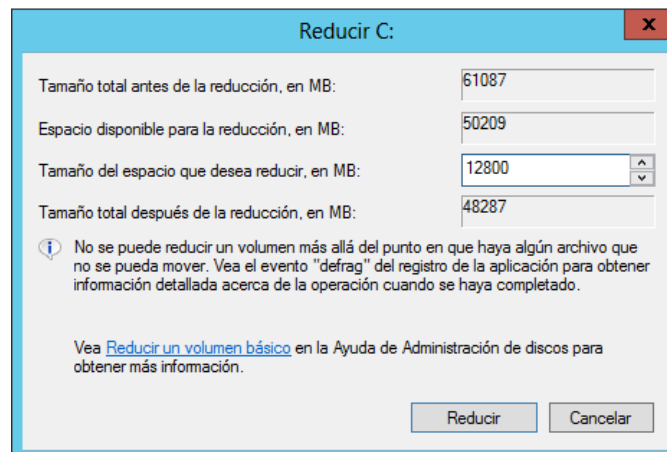 Reducir C:
x
Tamaño total antes de la reducción, en MB: 61087
Espacio disponible para la reducción, en MB: 50209
Tamaño del espacio que desea reducir, en MB: 12800
Tamaño total después de la reducción, en MB: 48287
No se puede reducir un volumen más allá del punto en que haya algún archivo que
no se pueda mover. Vea el evento "defrag" del registro de la aplicación para obtener
información detallada acerca de la operación cuando se haya completado.
Vea Reducir un volumen básico en la Ayuda de Administración de discos para
obtener más información.
Reducir Cancelar